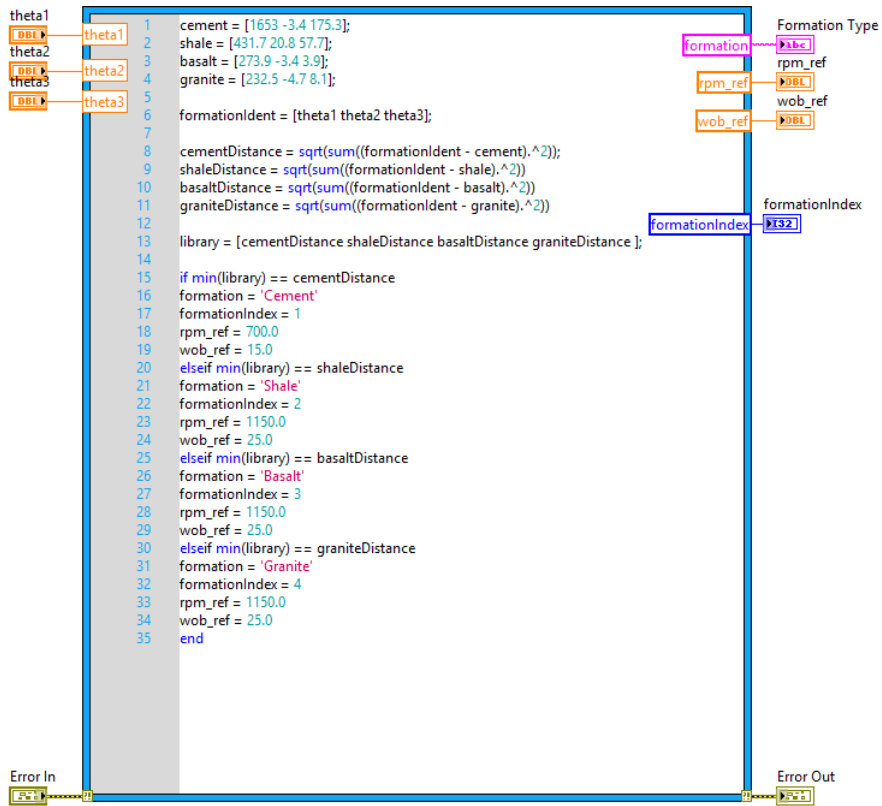 theta1
DBL
theta1
theta2
DBL
theta2
theta3
DBL
theta3
1 cement = [1653 -3.4 175.3];
2 shale = [431.7 20.8 57.7];
3 basalt = [273.9 -3.4 3.9];
4 granite = [232.5 -4.7 8.1];
5
6 formationIdent = [theta1 theta2 theta3];
7
8 cementDistance = sqrt(sum((formationIdent - cement).^2));
9 shaleDistance = sqrt(sum((formationIdent - shale).^2))
10 basaltDistance = sqrt(sum((formationIdent - basalt).^2))
11 graniteDistance = sqrt(sum((formationIdent - granite).^2))
12
13 library = [cementDistance shaleDistance basaltDistance graniteDistance ];
14
15 if min(library) == cementDistance
16 formation = 'Cement'
17 formationIndex = 1
18 rpm_ref = 700.0
19 wob_ref = 15.0
20 elseif min(library) == shaleDistance
21 formation = 'Shale'
22 formationIndex = 2
23 rpm_ref = 1150.0
24 wob_ref = 25.0
25 elseif min(library) == basaltDistance
26 formation = 'Basalt'
27 formationIndex = 3
28 rpm_ref = 1150.0
29 wob_ref = 25.0
30 elseif min(library) == graniteDistance
31 formation = 'Granite'
32 formationIndex = 4
33 rpm_ref = 1150.0
34 wob_ref = 25.0
35 end
Formation Type
formation
abc
rpm_ref
rpm_ref
DBL
wob_ref
wob_ref
DBL
formationIndex
formationIndex
I32
Error In
Error Out